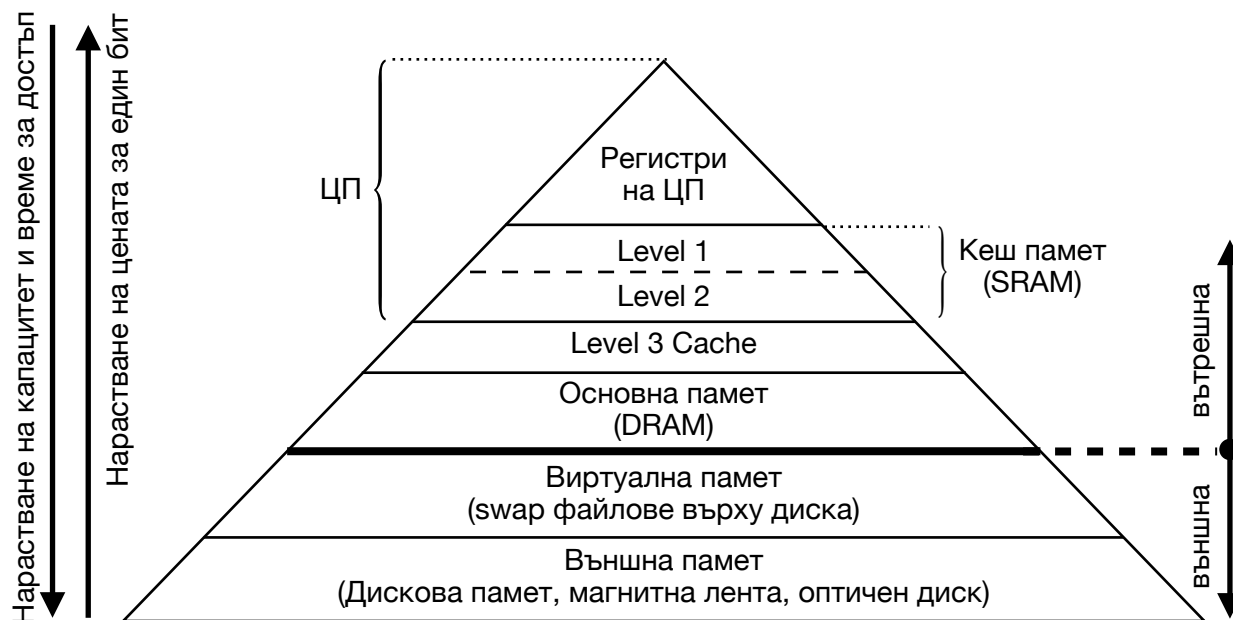 Нарастване на капацитет и време за достъп
Нарастване на цената за един бит
ЦП
Регистри
на ЦП
Level 1
Level 2
Кеш памет
(SRAM)
Level 3 Cache
Основна памет
(DRAM)
вътрешна
Виртуална памет
(swap файлове върху диска)
външна
Външна памет
(Дискова памет, магнитна лента, оптичен диск)